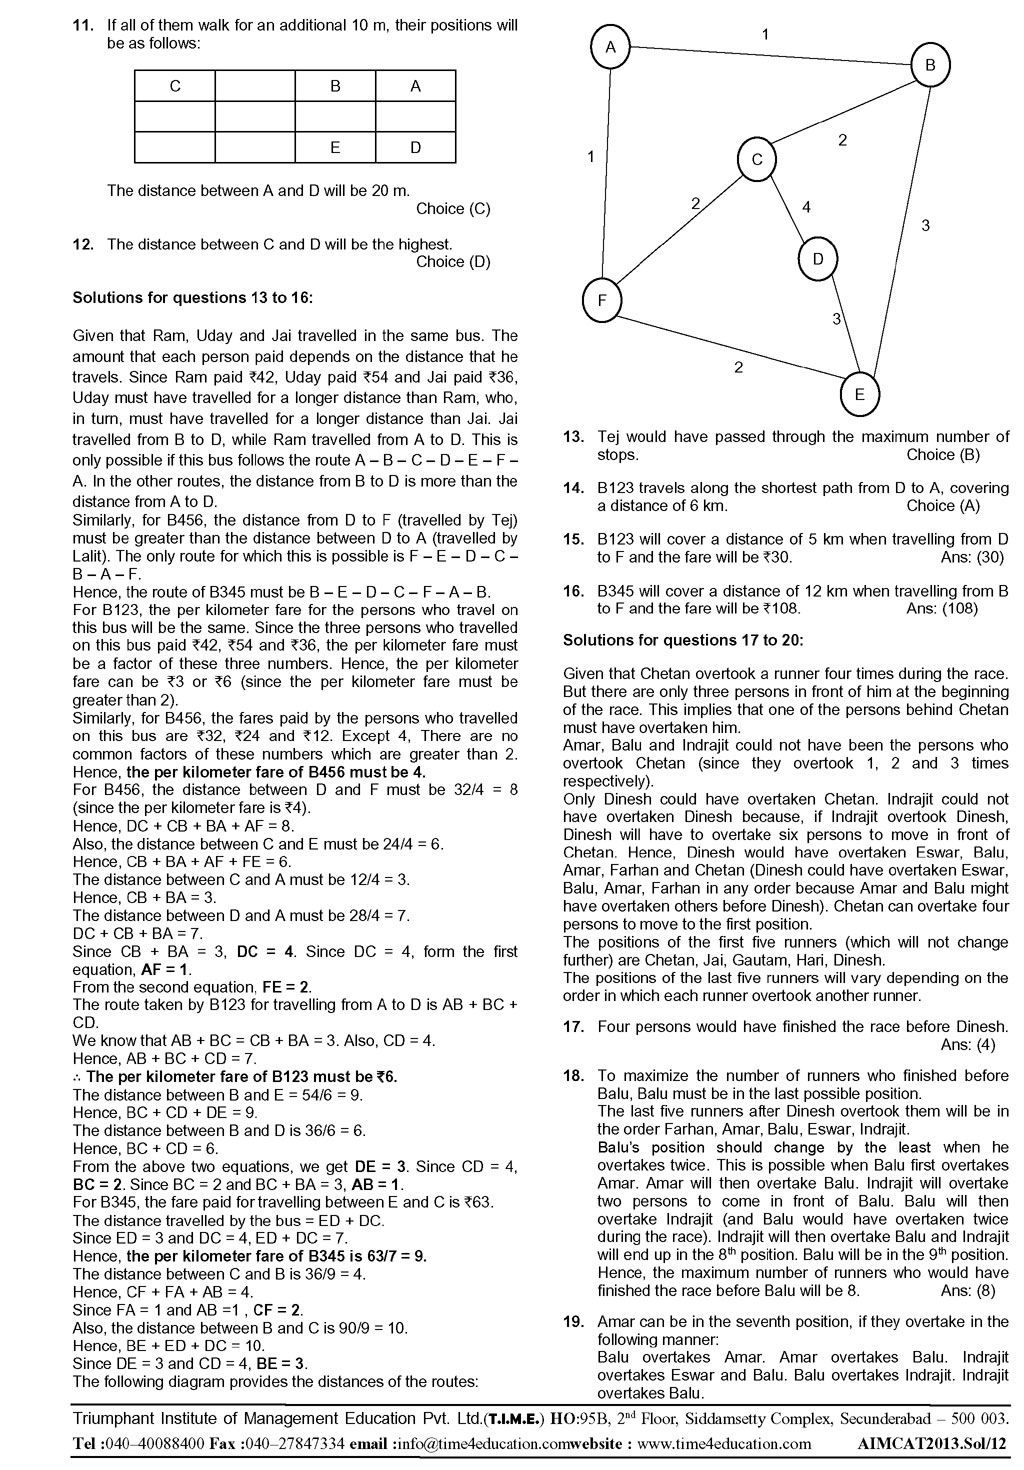 11. If all of them walk for an additional 10 m, their positions will
be as follows:
C B A
E D
The distance between A and D will be 20 m.
Choice (C)
12. The distance between C and D will be the highest.
Choice (D)
Solutions for questions 13 to 16:
Given that Ram, Uday and Jai travelled in the same bus. The
amount that each person paid depends on the distance that he
travels. Since Ram paid ₹42, Uday paid ₹54 and Jai paid ₹36,
Uday must have travelled for a longer distance than Ram, who,
in turn, must have travelled for a longer distance than Jai. Jai
travelled from B to D, while Ram travelled from A to D. This is
only possible if this bus follows the route A – B – C – D – E – F –
A. In the other routes, the distance from B to D is more than the
distance from A to D.
Similarly, for B456, the distance from D to F (travelled by Tej)
must be greater than the distance between D to A (travelled by
Lalit). The only route for which this is possible is F – E – D – C –
B – A – F.
Hence, the route of B345 must be B – E – D – C – F – A – B.
For B123, the per kilometer fare for the persons who travel on
this bus will be the same. Since the three persons who travelled
on this bus paid ₹42, ₹54 and ₹36, the per kilometer fare must
be a factor of these three numbers. Hence, the per kilometer
fare can be ₹3 or ₹6 (since the per kilometer fare must be
greater than 2).
Similarly, for B456, the fares paid by the persons who travelled
on this bus are ₹32, ₹24 and ₹12. Except 4, There are no
common factors of these numbers which are greater than 2.
Hence, the per kilometer fare of B456 must be 4.
For B456, the distance between D and F must be 32/4 = 8
(since the per kilometer fare is ₹4).
Hence, DC + CB + BA + AF = 8.
Also, the distance between C and E must be 24/4 = 6.
Hence, CB + BA + AF + FE = 6.
The distance between C and A must be 12/4 = 3.
Hence, CB + BA = 3.
The distance between D and A must be 28/4 = 7.
DC + CB + BA = 7.
Since CB + BA = 3, DC = 4. Since DC = 4, form the first
equation, AF = 1.
From the second equation, FE = 2.
The route taken by B123 for travelling from A to D is AB + BC +
CD.
We know that AB + BC = CB + BA = 3. Also, CD = 4.
Hence, AB + BC + CD = 7.
∴ The per kilometer fare of B123 must be ₹6.
The distance between B and E = 54/6 = 9.
Hence, BC + CD + DE = 9.
The distance between B and D is 36/6 = 6.
Hence, BC + CD = 6.
From the above two equations, we get DE = 3. Since CD = 4,
BC = 2. Since BC = 2 and BC + BA = 3, AB = 1.
For B345, the fare paid for travelling between E and C is ₹63.
The distance travelled by the bus = ED + DC.
Since ED = 3 and DC = 4, ED + DC = 7.
Hence, the per kilometer fare of B345 is 63/7 = 9.
The distance between C and B is 36/9 = 4.
Hence, CF + FA + AB = 4.
Since FA = 1 and AB =1 , CF = 2.
Also, the distance between B and C is 90/9 = 10.
Hence, BE + ED + DC = 10.
Since DE = 3 and CD = 4, BE = 3.
The following diagram provides the distances of the routes:
1
A
B
2
C
1
2
4
3
D
F
3
2
E
13. Tej would have passed through the maximum number of
stops. Choice (B)
14. B123 travels along the shortest path from D to A, covering
a distance of 6 km. Choice (A)
15. B123 will cover a distance of 5 km when travelling from D
to F and the fare will be ₹30. Ans: (30)
16. B345 will cover a distance of 12 km when travelling from B
to F and the fare will be ₹108. Ans: (108)
Solutions for questions 17 to 20:
Given that Chetan overtook a runner four times during the race.
But there are only three persons in front of him at the beginning
of the race. This implies that one of the persons behind Chetan
must have overtaken him.
Amar, Balu and Indrajit could not have been the persons who
overtook Chetan (since they overtook 1, 2 and 3 times
respectively).
Only Dinesh could have overtaken Chetan. Indrajit could not
have overtaken Dinesh because, if Indrajit overtook Dinesh,
Dinesh will have to overtake six persons to move in front of
Chetan. Hence, Dinesh would have overtaken Eswar, Balu,
Amar, Farhan and Chetan (Dinesh could have overtaken Eswar,
Balu, Amar, Farhan in any order because Amar and Balu might
have overtaken others before Dinesh). Chetan can overtake four
persons to move to the first position.
The positions of the first five runners (which will not change
further) are Chetan, Jai, Gautam, Hari, Dinesh.
The positions of the last five runners will vary depending on the
order in which each runner overtook another runner.
17. Four persons would have finished the race before Dinesh.
Ans: (4)
18. To maximize the number of runners who finished before
Balu, Balu must be in the last possible position.
The last five runners after Dinesh overtook them will be in
the order Farhan, Amar, Balu, Eswar, Indrajit.
Balu's position should change by the least when he
overtakes twice. This is possible when Balu first overtakes
Amar. Amar will then overtake Balu. Indrajit will overtake
two persons to come in front of Balu. Balu will then
overtake Indrajit (and Balu would have overtaken twice
during the race). Indrajit will then overtake Balu and Indrajit
will end up in the 8th position. Balu will be in the 9th position.
Hence, the maximum number of runners who would have
finished the race before Balu will be 8. Ans: (8)
19. Amar can be in the seventh position, if they overtake in the
following manner:
Balu overtakes Amar. Amar overtakes Balu. Indrajit
overtakes Eswar and Balu. Balu overtakes Indrajit. Indrajit
overtakes Balu.
Triumphant Institute of Management Education Pvt. Ltd.(T.I.M.E.) HO:95B, 2nd Floor, Siddamsetty Complex, Secunderabad – 500 003.
Tel :040–40088400 Fax :040–27847334 email :info@time4education.comwebsite : www.time4education.com AIMCAT2013.Sol/12